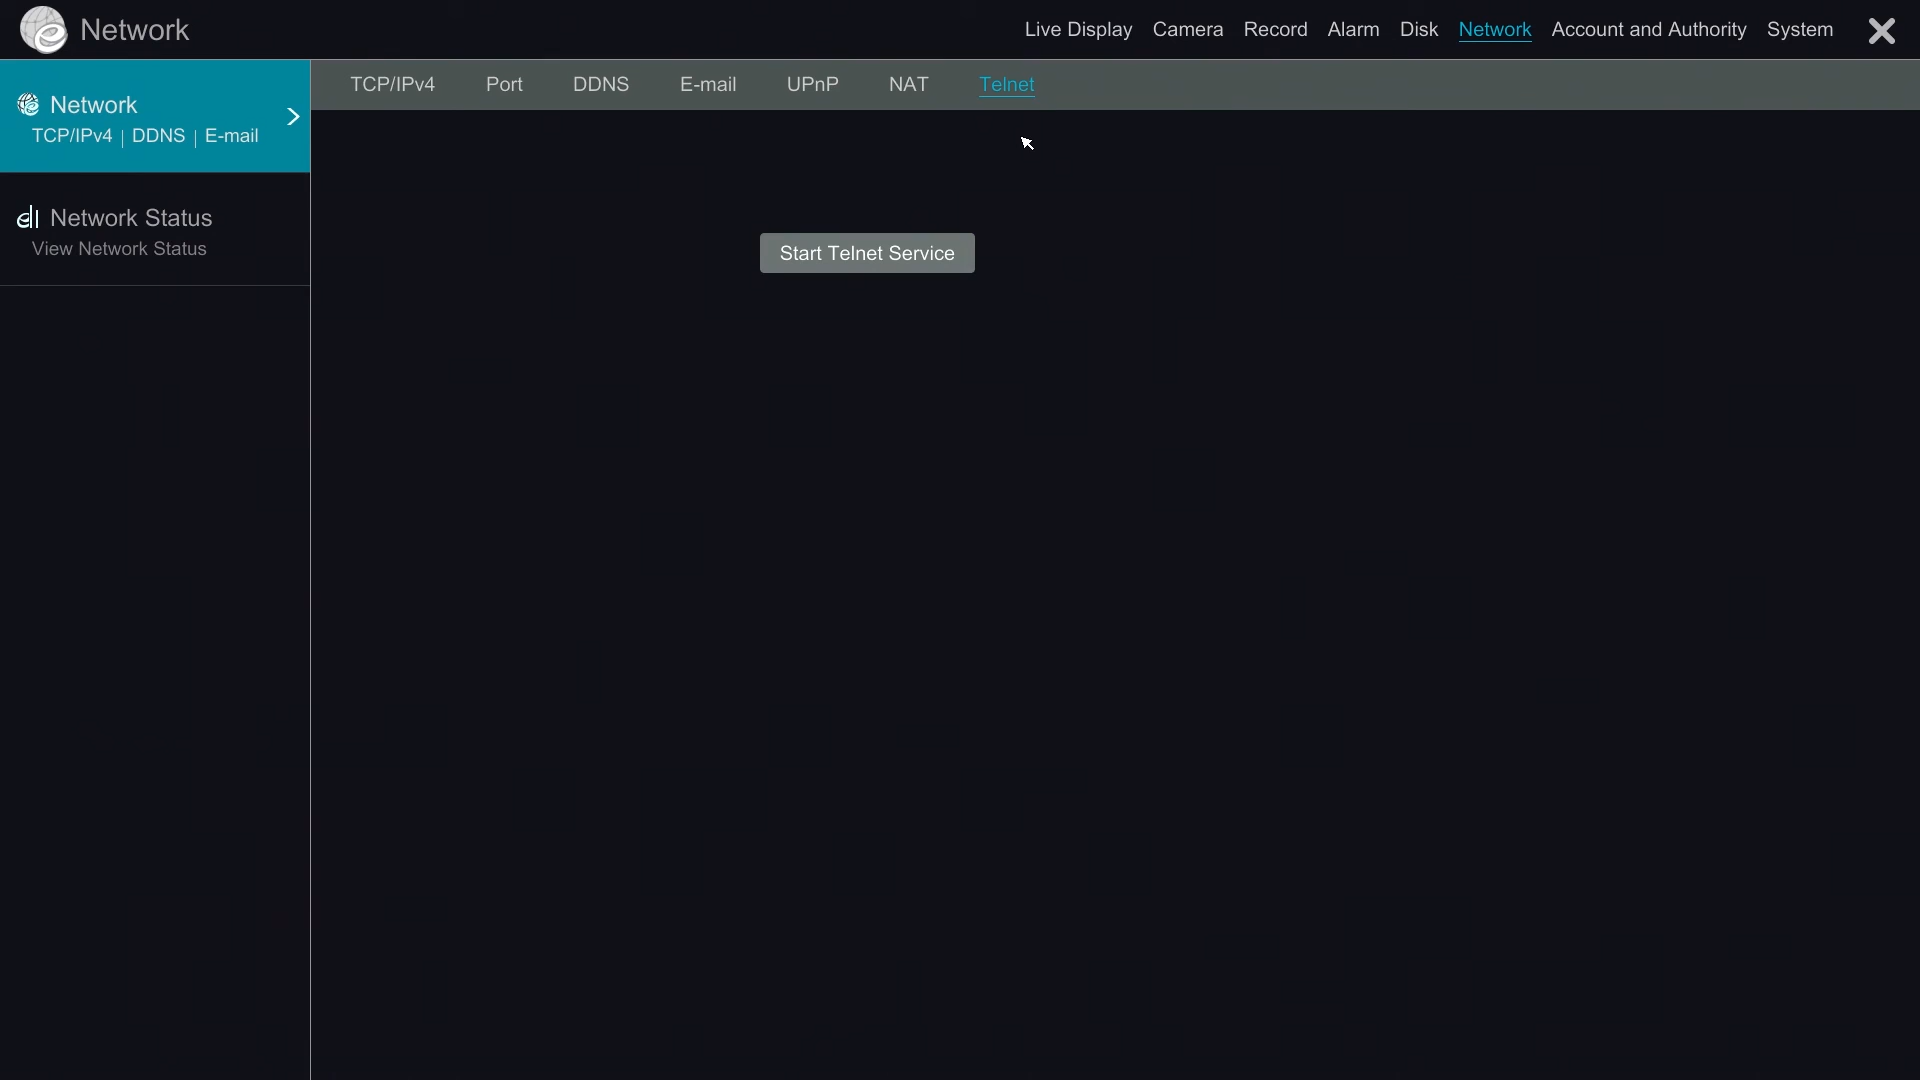 Network
Live Display Camera Record Alarm Disk Network Account and Authority System
TCP/IPv4 Port DDNS E-mail UPnP NAT Telnet
Network
TCP/IPv4 | DDNS | E-mail
Network Status
View Network Status
Start Telnet Service